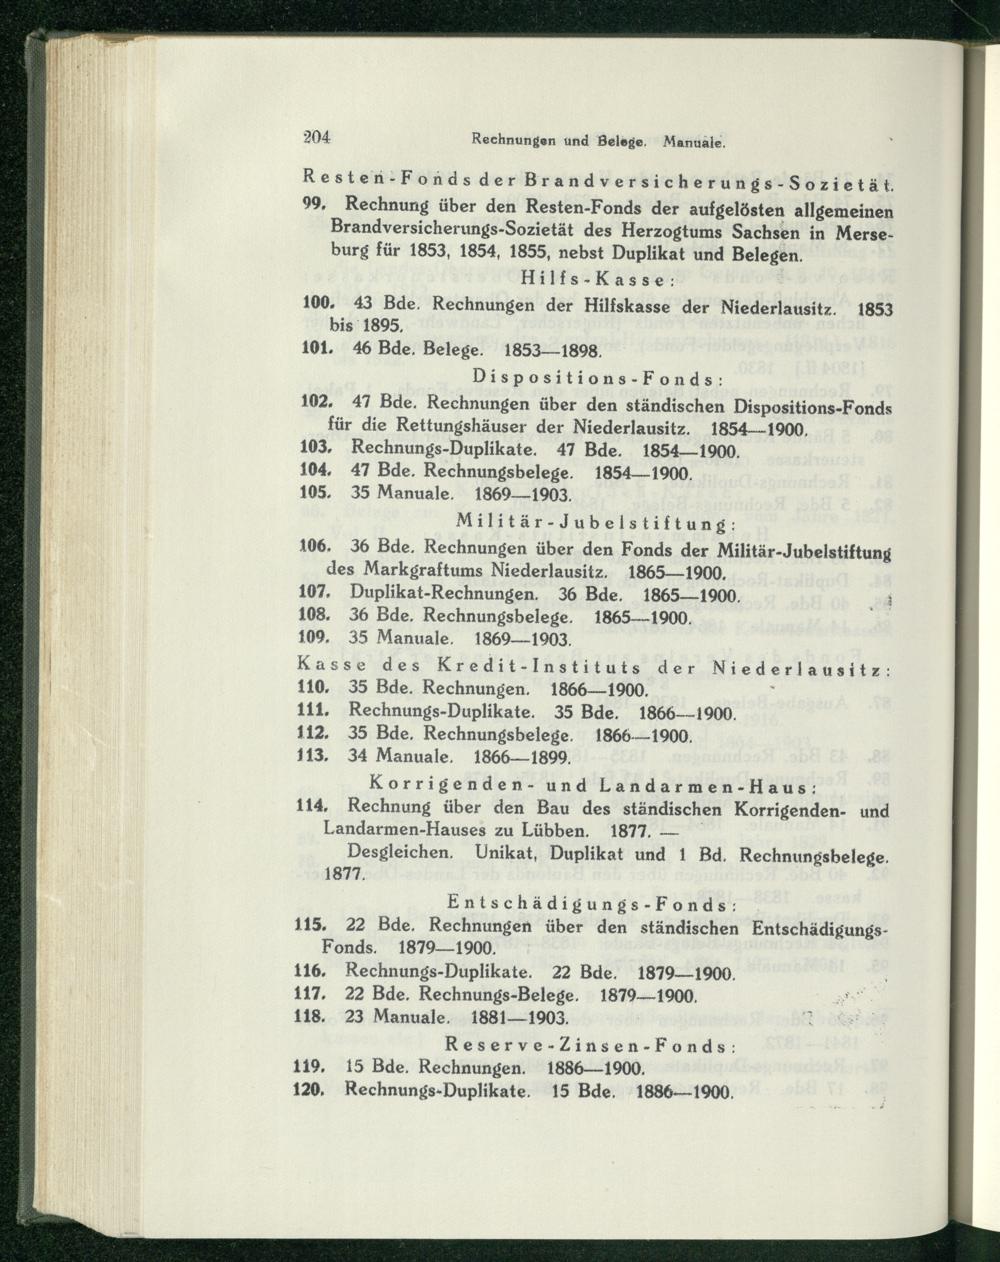 204
Rechnungen und Belege. Manuale.
Resten-Fonds der Brandversicherungs-Sozietät.
99. Rechnung über den Resten-Fonds der aufgelösten allgemeinen
Brandversicherungs-Sozietät des Herzogtums Sachsen in Merse-
burg für 1853, 1854, 1855, nebst Duplikat und Belegen.
Hilfs-Kasse:
100. 43 Bde. Rechnungen der Hilfskasse der Niederlausitz. 1853
bis 1895.
101. 46 Bde. Belege. 1853—1898.
Dispositions-Fonds:
102. 47 Bde. Rechnungen über den ständischen Dispositions-Fonds
für die Rettungshäuser der Niederlausitz. 1854—1900.
103. Rechnungs-Duplikate. 47 Bde. 1854—1900.
104. 47 Bde. Rechnungsbelege. 1854—1900.
105. 35 Manuale. 1869—1903.
Militär-Jubelstiftung:
106. 36 Bde. Rechnungen über den Fonds der Militär-Jubelstiftung
des Markgraftums Niederlausitz. 1865—1900.
107. Duplikat-Rechnungen. 36 Bde. 1865—1900.
108. 36 Bde. Rechnungsbelege. 1865—1900.
109. 35 Manuale. 1869—1903.
Kasse des Kredit-Instituts der Niederlausitz:
110. 35 Bde. Rechnungen. 1866—1900.
111. Rechnungs-Duplikate. 35 Bde. 1866—1900.
112. 35 Bde. Rechnungsbelege. 1866—1900.
113. 34 Manuale. 1866—1899.
Korrigenden- und Landarmen-Haus:
114. Rechnung über den Bau des ständischen Korrigenden- und
Landarmen-Hauses zu Lübben. 1877. —
Desgleichen. Unikat, Duplikat und 1 Bd. Rechnungsbelege.
1877.
Entschädigungs-Fonds:
115. 22 Bde. Rechnungen über den ständischen Entschädigungs-
Fonds. 1879—1900.
116. Rechnungs-Duplikate. 22 Bde. 1879—1900.
117. 22 Bde. Rechnungs-Belege. 1879—1900.
118. 23 Manuale. 1881—1903.
Reserve-Zinsen-Fonds:
119. 15 Bde. Rechnungen. 1886—1900.
120. Rechnungs-Duplikate. 15 Bde. 1886—1900.